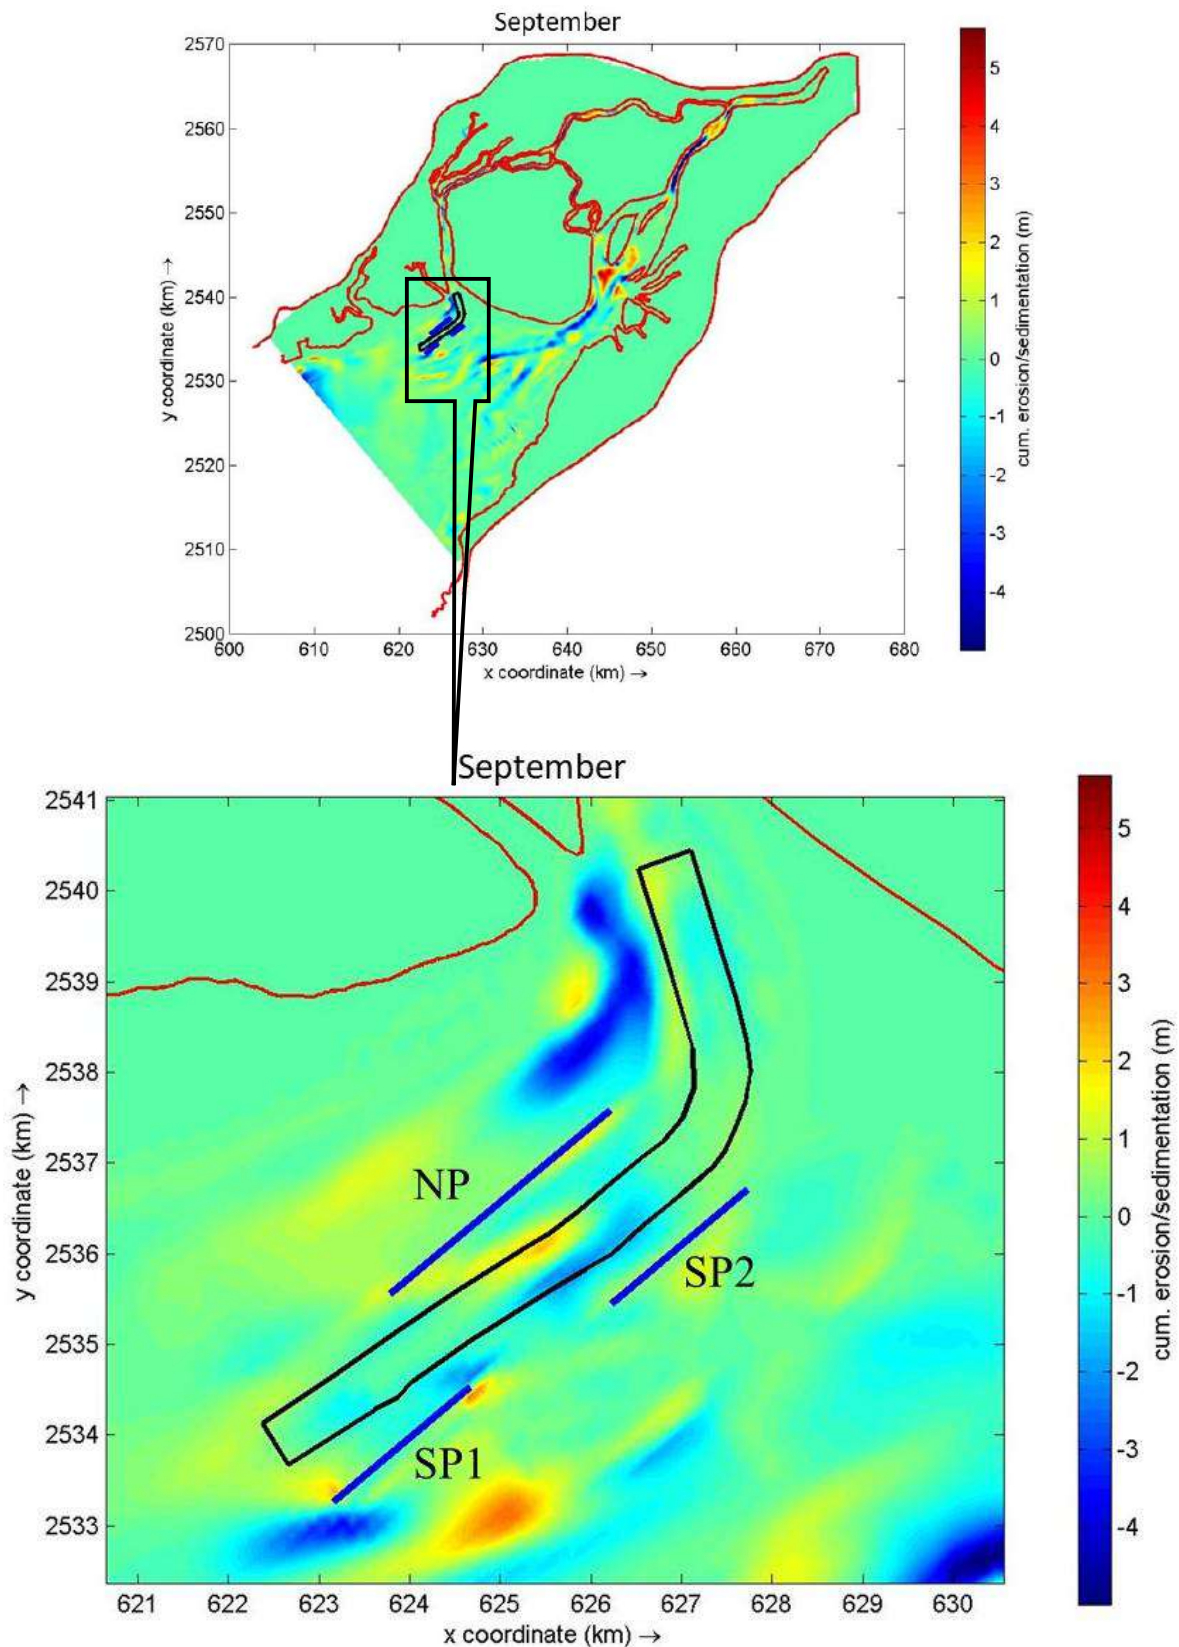 September
2570
2560
2550
2540
2530
2520
2510
2500
600 610 620 630 640 650 660 670 680
x coordinate (km) →
y coordinate (km) →
5
4
3
2
1
0
-1
-2
-3
-4
cum. erosion/sedimentation (m)
September
2541
2540
2539
2538
2537
2536
2535
2534
2533
621 622 623 624 625 626 627 628 629 630
x coordinate (km) →
y coordinate (km) →
NP
SP2
SP1
5
4
3
2
1
0
-1
-2
-3
-4
cum. erosion/sedimentation (m)